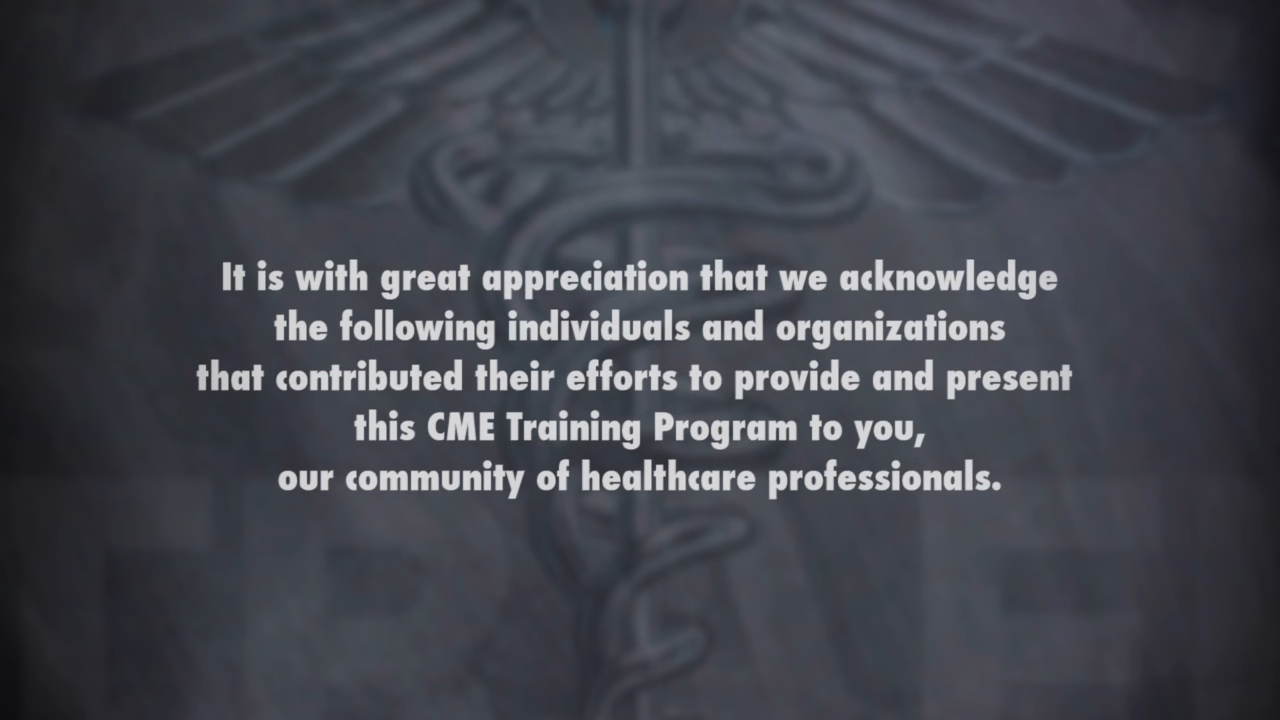 It is with great appreciation that we acknowledge
the following individuals and organizations
that contributed their efforts to provide and present
this CME Training Program to you,
our community of healthcare professionals.